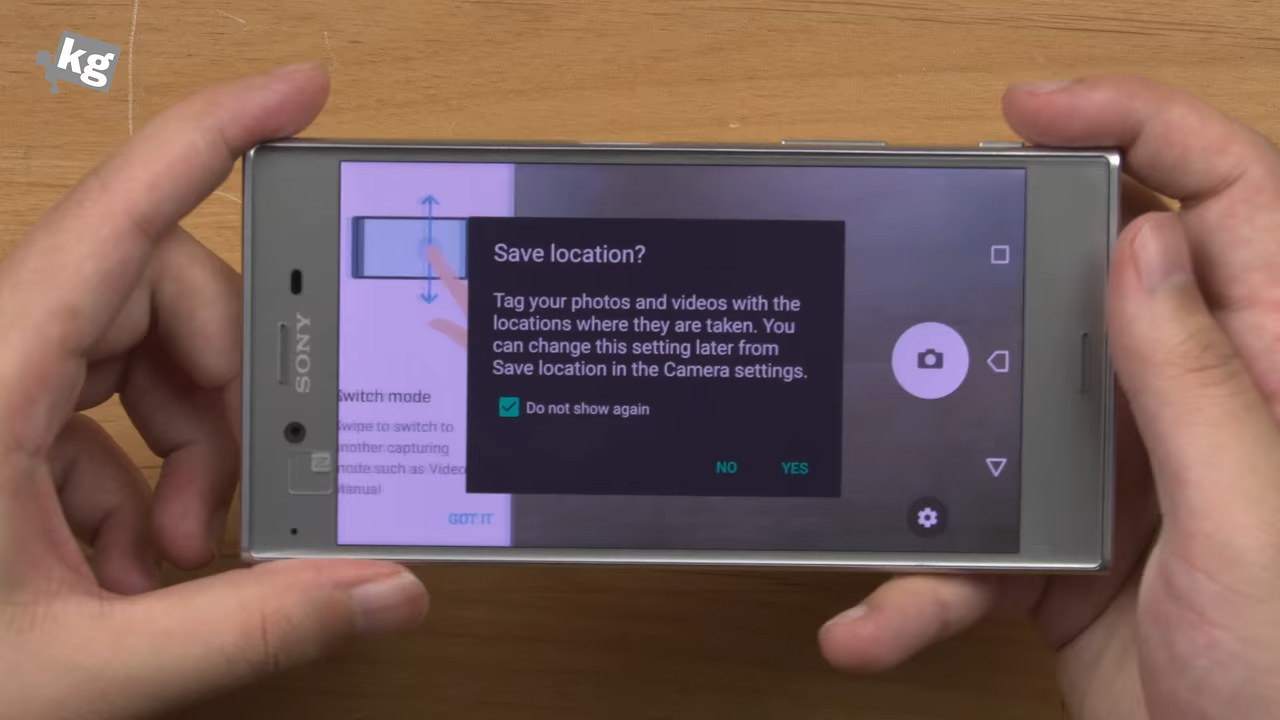 kg
SONY
Save location?
Tag your photos and videos with the
locations where they are taken. You
can change this setting later from
Save location in the Camera settings.
Do not show again
NO YES
Switch mode
Swipe to switch to
another capturing
mode such as Video
Manual
GOT IT